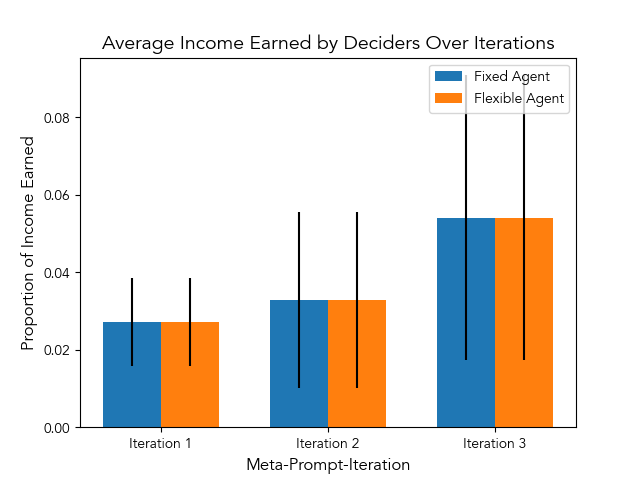 Average Income Earned by Deciders Over Iterations
Fixed Agent
Flexible Agent
Proportion of Income Earned
0.08
0.06
0.04
0.02
0.00
Iteration 1
Iteration 2
Iteration 3
Meta-Prompt-Iteration